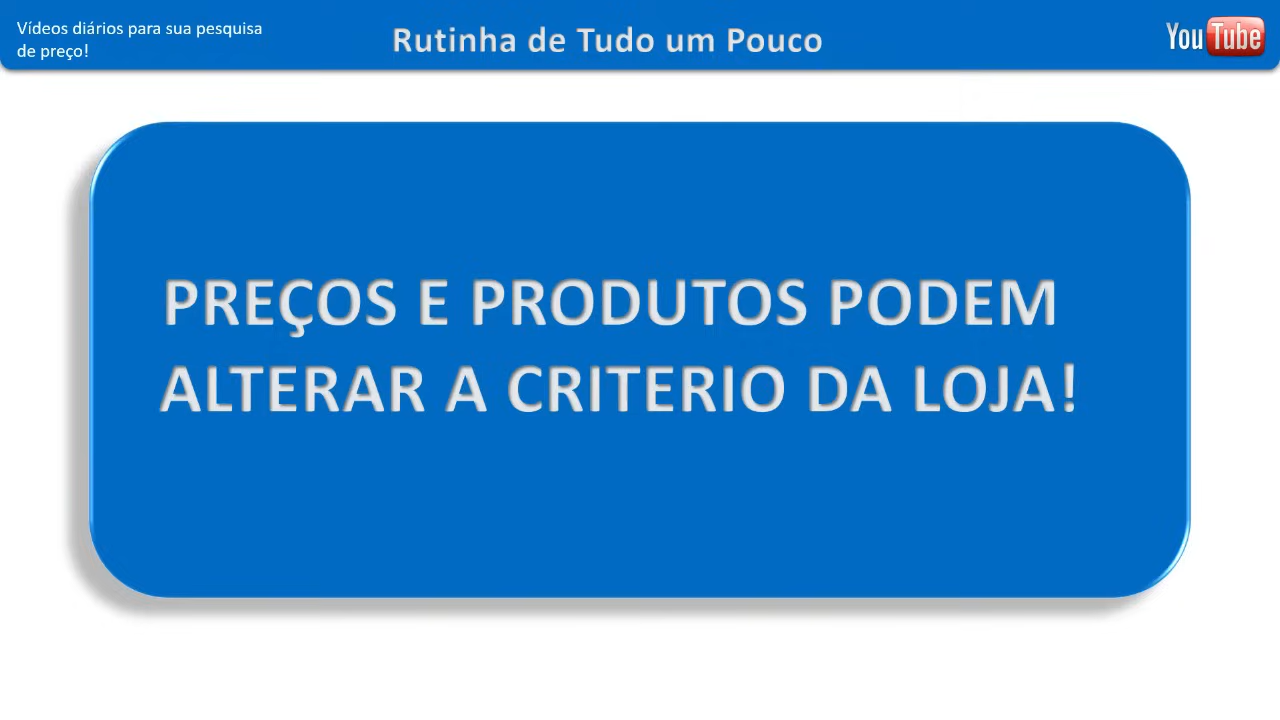 Vídeos diários para sua pesquisa
de preço!
Rutinha de Tudo um Pouco
YouTube
PREÇOS E PRODUTOS PODEM
ALTERAR A CRITERIO DA LOJA!